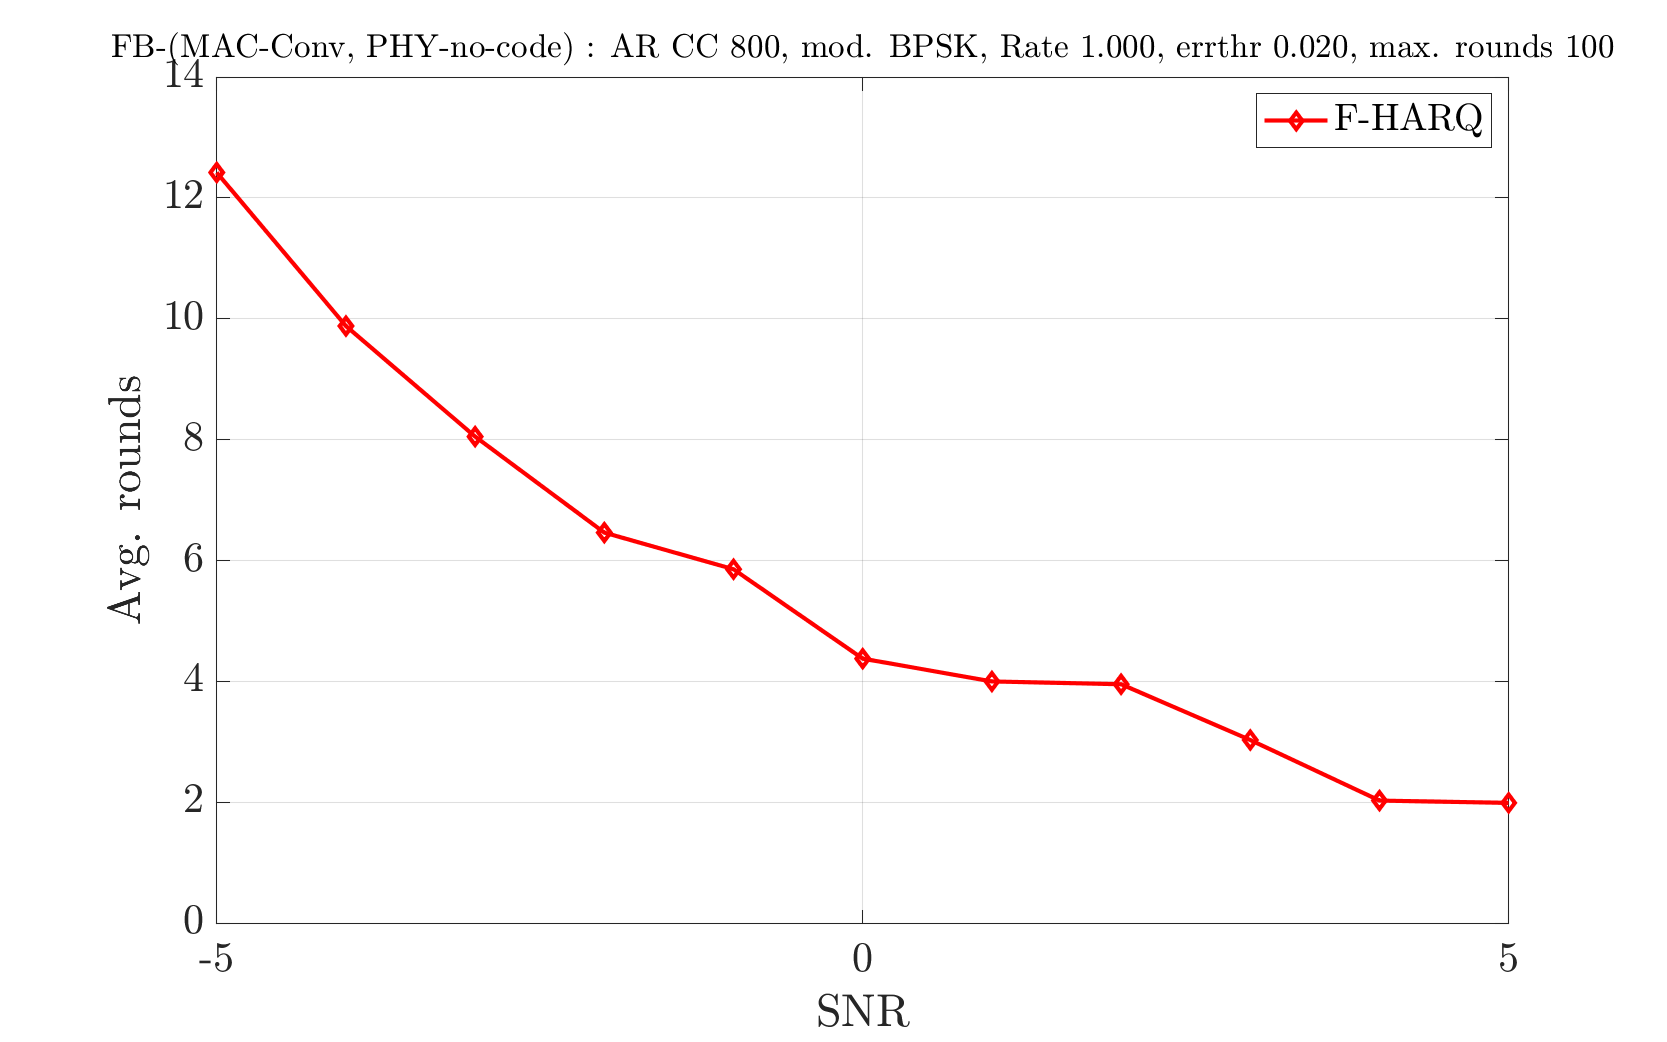 FB-(MAC-Conv, PHY-no-code) : AR CC 800, mod. BPSK, Rate 1.000, errthr 0.020, max. rounds 100
F-HARQ
14
12
10
8
6
4
2
0
Avg. rounds
-5 0 5
SNR